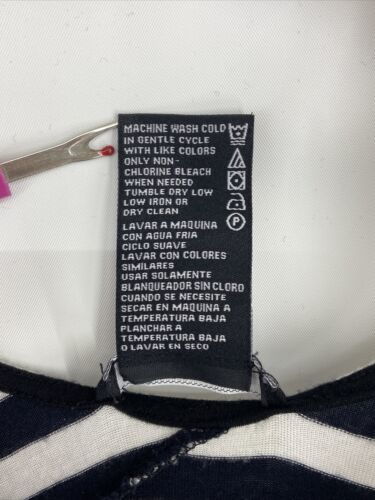 MACHINE WASH COLD
IN GENTLE CYCLE
WITH LIKE COLORS
ONLY NON-
CHLORINE BLEACH
WHEN NEEDED
TUMBLE DRY LOW
LOW IRON OR
DRY CLEAN
P
LAVAR A MAQUINA
CON AGUA FRIA
CICLO SUAVE
LAVAR CON COLORES
SIMILARES
USAR SOLAMENTE
BLANQUEADOR SIN CLORO
CUANDO SE NECESITE
SECAR EN MAQUINA A
TEMPERATURA BAJA
PLANCHAR A
TEMPERATURA BAJA
O LAVAR EN SECO